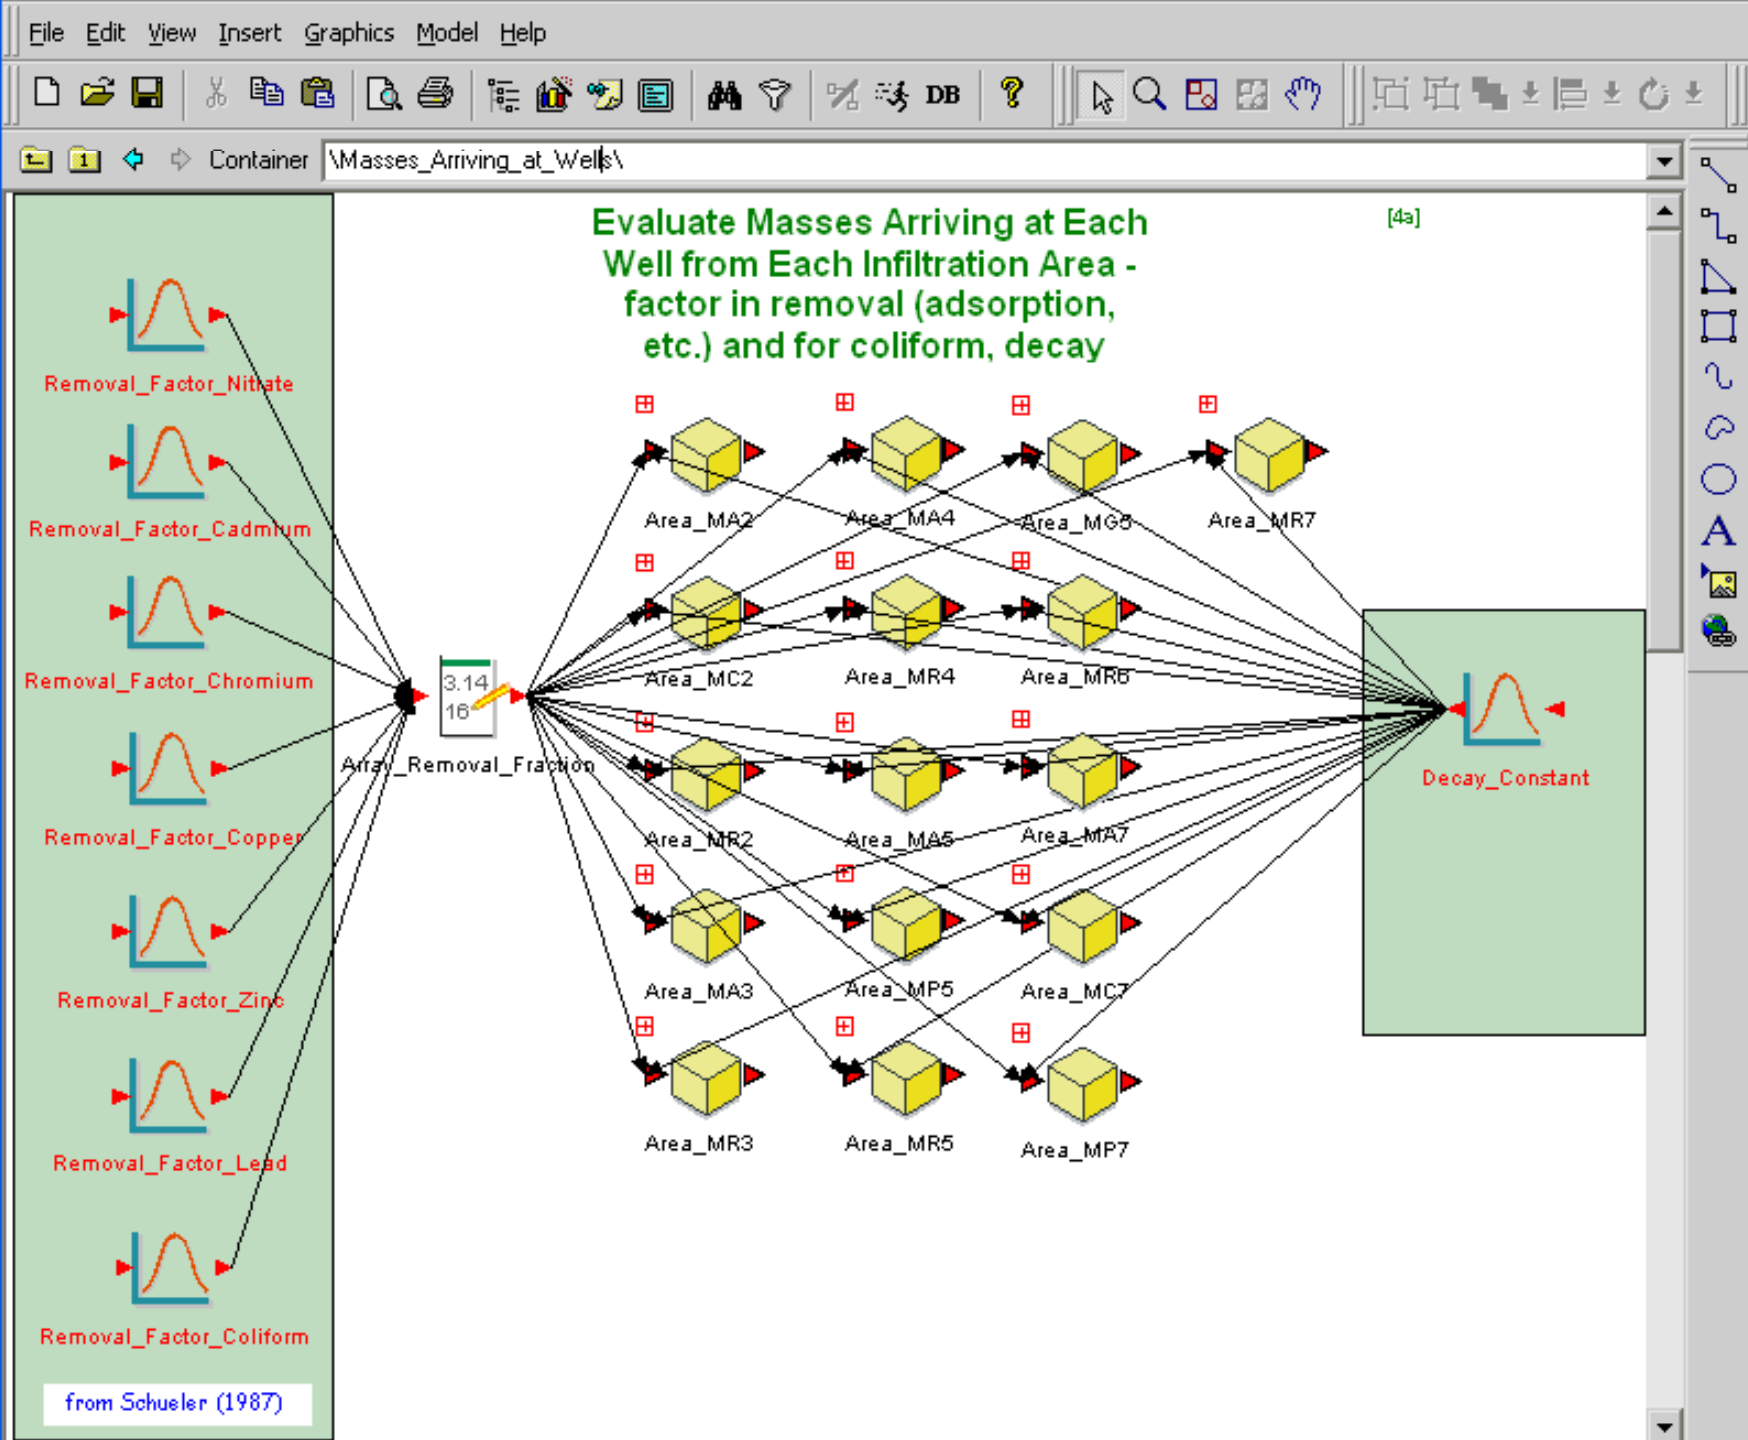 File Edit View Insert Graphics Model Help
DB
Container \Masses_Arriving_at_Wells\
Evaluate Masses Arriving at Each
Well from Each Infiltration Area -
factor in removal (adsorption,
etc.) and for coliform, decay
[4a]
Removal_Factor_Nitrate
Removal_Factor_Cadmium
Removal_Factor_Chromium
Removal_Factor_Copper
Removal_Factor_Zinc
Removal_Factor_Lead
Removal_Factor_Coliform
from Schueler (1987)
3.14
16
Array_Removal_Fraction
Area_MA2 Area_MA4 Area_MG5 Area_MR7
Area_MC2 Area_MR4 Area_MR6
Area_MR2 Area_MA5 Area_MA7
Area_MA3 Area_MP5 Area_MC7
Area_MR3 Area_MR5 Area_MP7
Decay_Constant